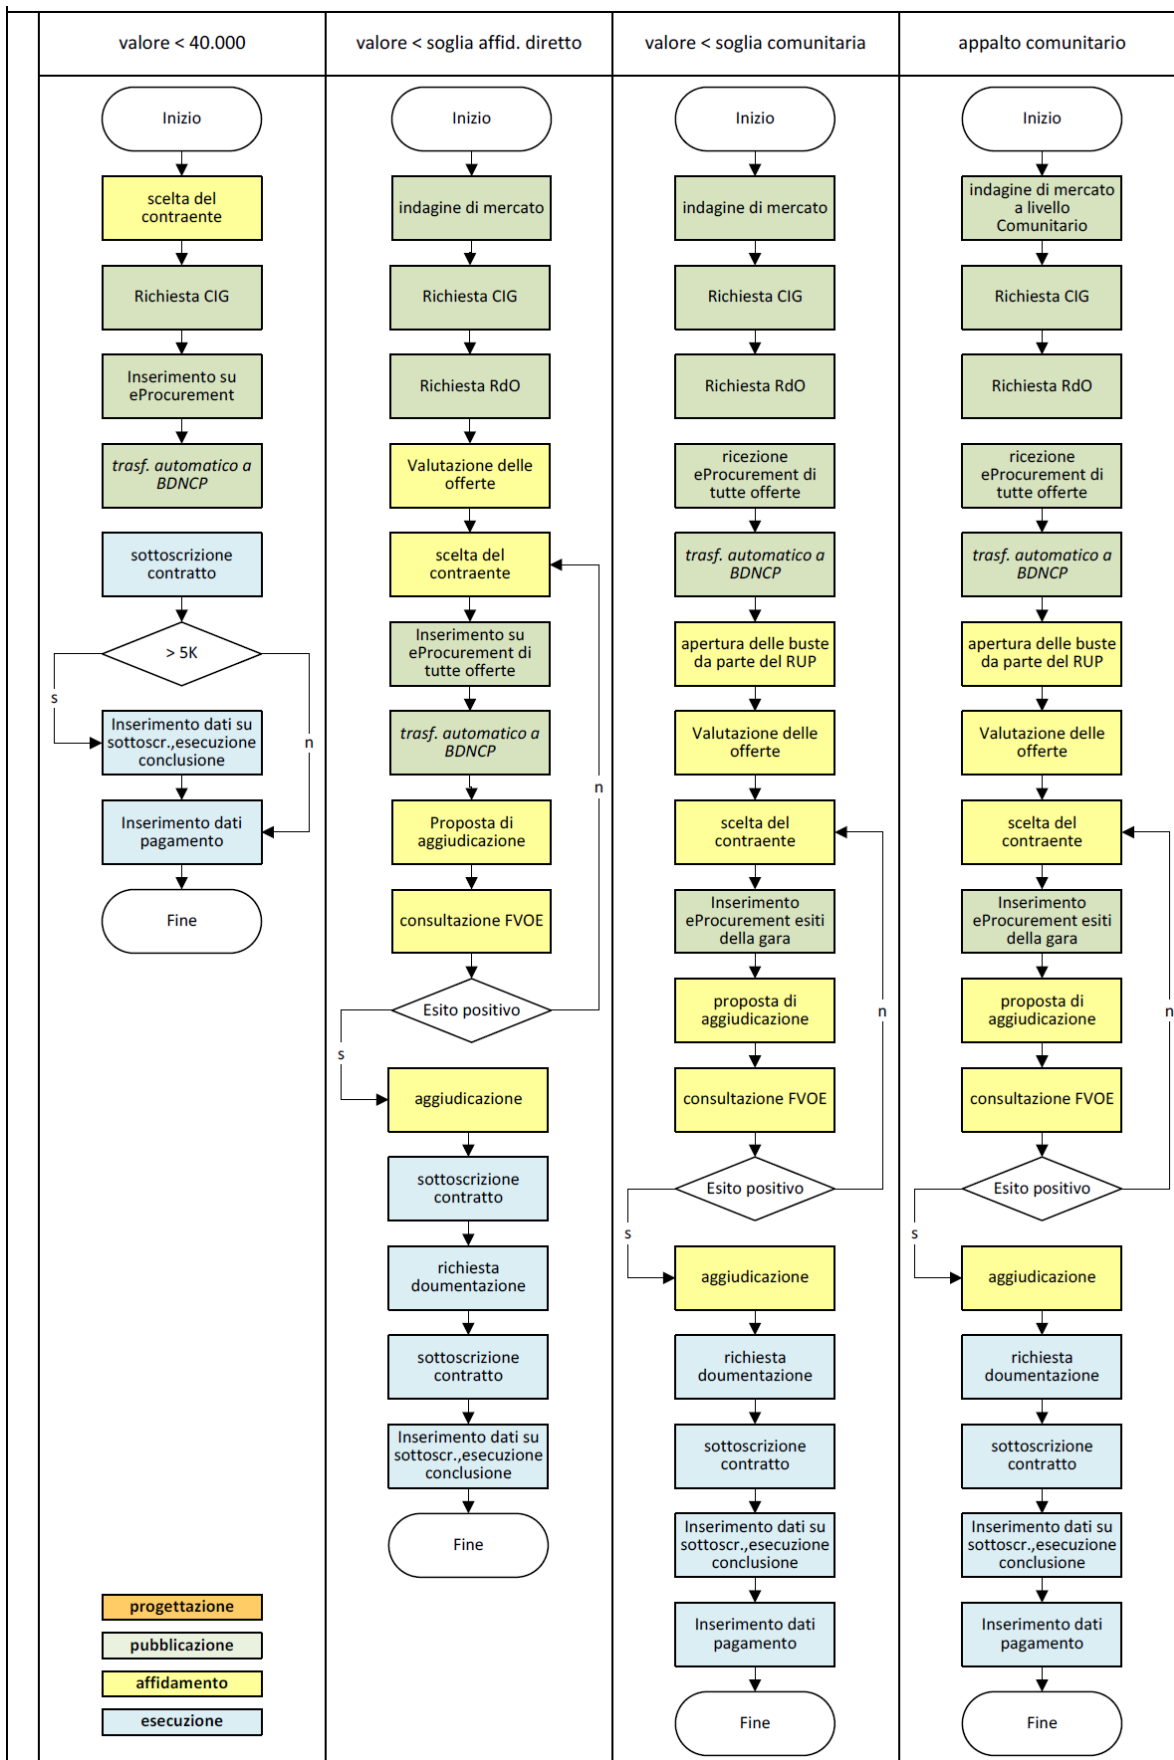 valore < 40.000
valore < soglia affid. diretto
valore < soglia comunitaria
appalto comunitario
Inizio
scelta del
contraente
Richiesta CIG
Inserimento su
eProcurement
trasf. automatico a
BDNCP
sottoscrizione
contratto
> 5K
s
n
Inserimento dati su
sottoscr.,esecuzione
conclusione
Inserimento dati
pagamento
Fine
progettazione
pubblicazione
affidamento
esecuzione
Inizio
indagine di mercato
Richiesta CIG
Richiesta RdO
Valutazione delle
offerte
scelta del
contraente
Inserimento su
eProcurement di
tutte offerte
trasf. automatico a
BDNCP
n
Proposta di
aggiudicazione
consultazione FVOE
Esito positivo
s
aggiudicazione
sottoscrizione
contratto
richiesta
doumentazione
sottoscrizione
contratto
Inserimento dati su
sottoscr.,esecuzione
conclusione
Fine
Inizio
indagine di mercato
Richiesta CIG
Richiesta RdO
ricezione
eProcurement di
tutte offerte
trasf. automatico a
BDNCP
apertura delle buste
da parte del RUP
Valutazione delle
offerte
scelta del
contraente
Inserimento
eProcurement esiti
della gara
proposta di
aggiudicazione
n
consultazione FVOE
Esito positivo
s
aggiudicazione
richiesta
doumentazione
sottoscrizione
contratto
Inserimento dati su
sottoscr.,esecuzione
conclusione
Inserimento dati
pagamento
Fine
Inizio
indagine di mercato
a livello
Comunitario
Richiesta CIG
Richiesta RdO
ricezione
eProcurement di
tutte offerte
trasf. automatico a
BDNCP
apertura delle buste
da parte del RUP
Valutazione delle
offerte
scelta del
contraente
Inserimento
eProcurement esiti
della gara
proposta di
aggiudicazione
n
consultazione FVOE
Esito positivo
s
aggiudicazione
richiesta
doumentazione
sottoscrizione
contratto
Inserimento dati su
sottoscr.,esecuzione
conclusione
Inserimento dati
pagamento
Fine